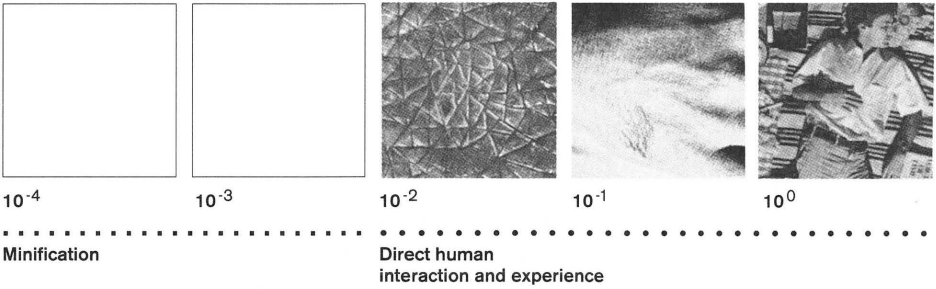 10⁻⁴ 10⁻³ 10⁻² 10⁻¹ 10⁰
Minification Direct human
interaction and experience